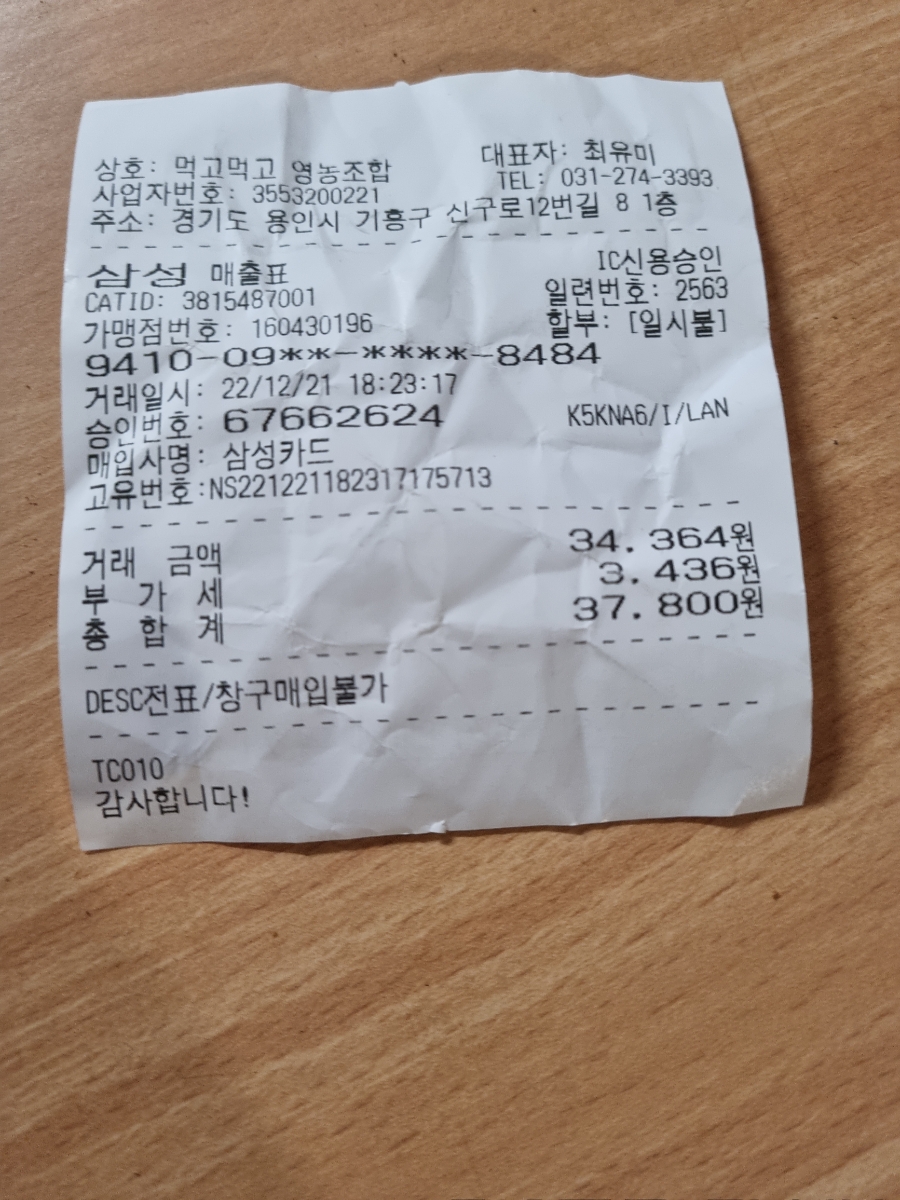 상호: 먹고먹고 영농조합 대표자: 최유미
사업자번호: 3553200221 TEL: 031-274-3393
주소: 경기도 용인시 기흥구 신구로12번길 8 1층
삼성 매출표 IC신용승인
CATID: 3815487001 일련번호: 2563
가맹점번호: 160430196 할부: [일시불]
9410-09**-****-8484
거래일시: 22/12/21 18:23:17
승인번호: 67662624 K5KNA6/I/LAN
매입사명: 삼성카드
고유번호:NS221221182317175713
거래 금액 34.364원
부 가 세 3.436원
총 합 계 37.800원
DESC전표/창구매입불가
TC010
감사합니다!